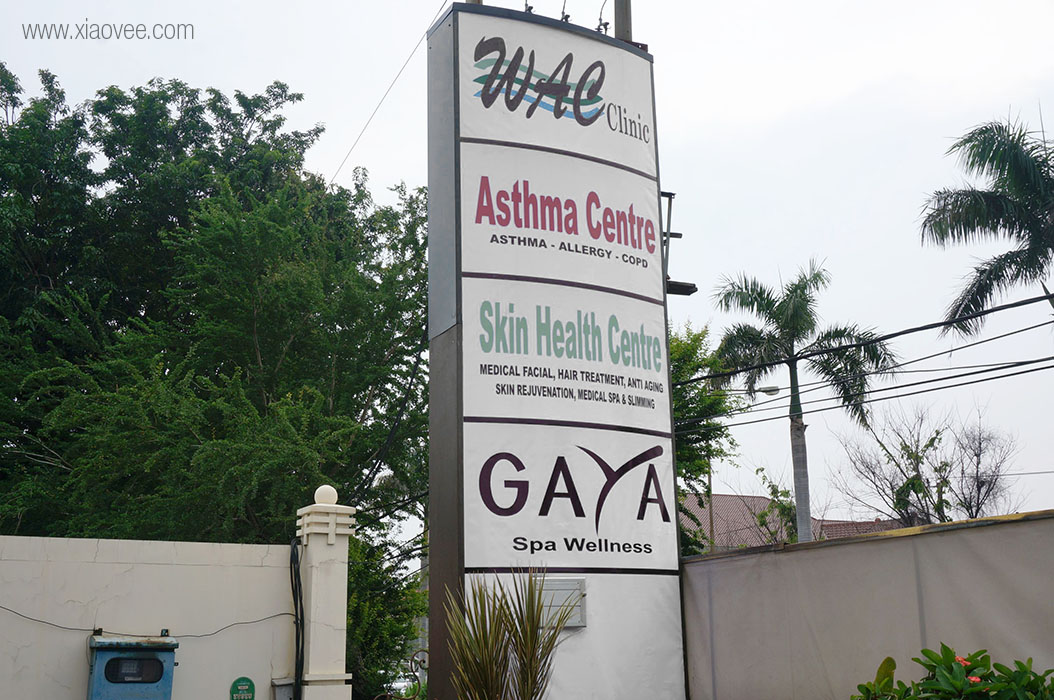 www.xiaovee.com
WAC Clinic
Asthma Centre
ASTHMA - ALLERGY - COPD
Skin Health Centre
MEDICAL FACIAL, HAIR TREATMENT, ANTI AGING
SKIN REJUVENATION, MEDICAL SPA & SLIMMING
GAYA
Spa Wellness